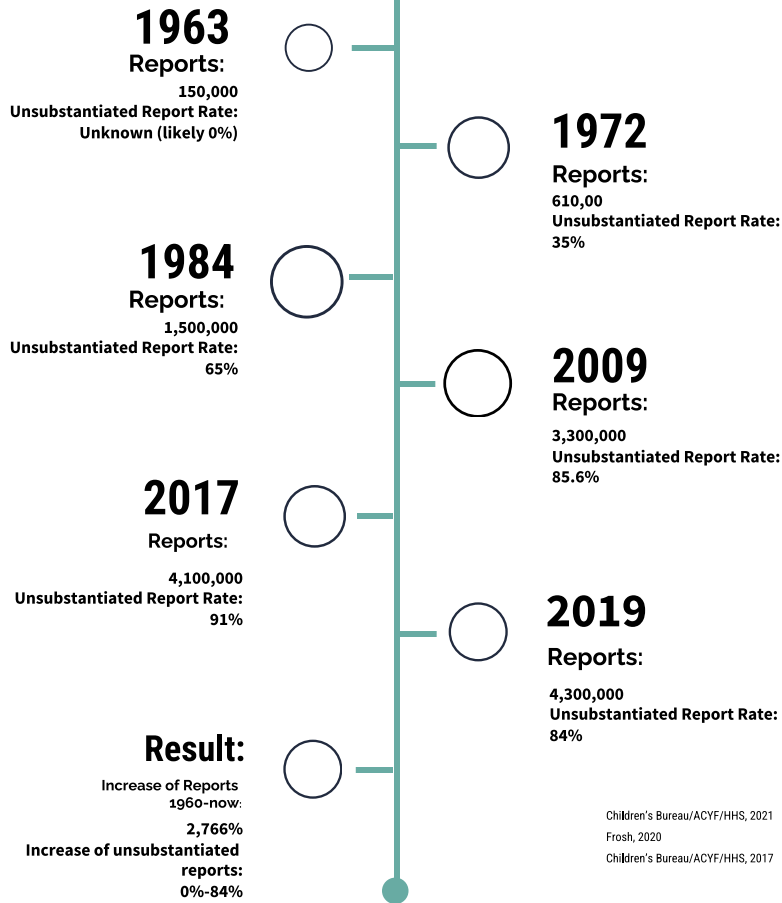 1963
Reports:
150,000
Unsubstantiated Report Rate:
Unknown (likely 0%)
1972
Reports:
610,00
Unsubstantiated Report Rate:
35%
1984
Reports:
1,500,000
Unsubstantiated Report Rate:
65%
2009
Reports:
3,300,000
Unsubstantiated Report Rate:
85.6%
2017
Reports:
4,100,000
Unsubstantiated Report Rate:
91%
2019
Reports:
4,300,000
Unsubstantiated Report Rate:
84%
Result:
Increase of Reports
1960-now:
2,766%
Increase of unsubstantiated
reports:
0%-84%
Children's Bureau/ACYF/HHS, 2021
Frosh, 2020
Children's Bureau/ACYF/HHS, 2017